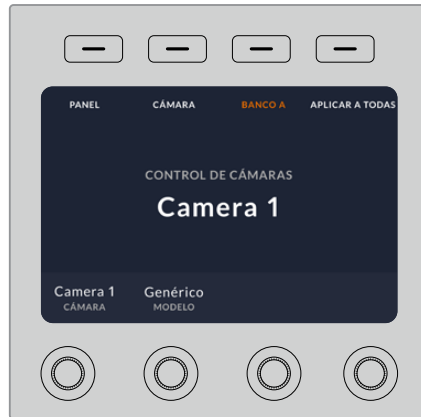 PANEL CÁMARA BANCO A APLICAR A TODAS
CONTROL DE CÁMARAS
Camera 1
Camera 1 Genérico
CÁMARA MODELO